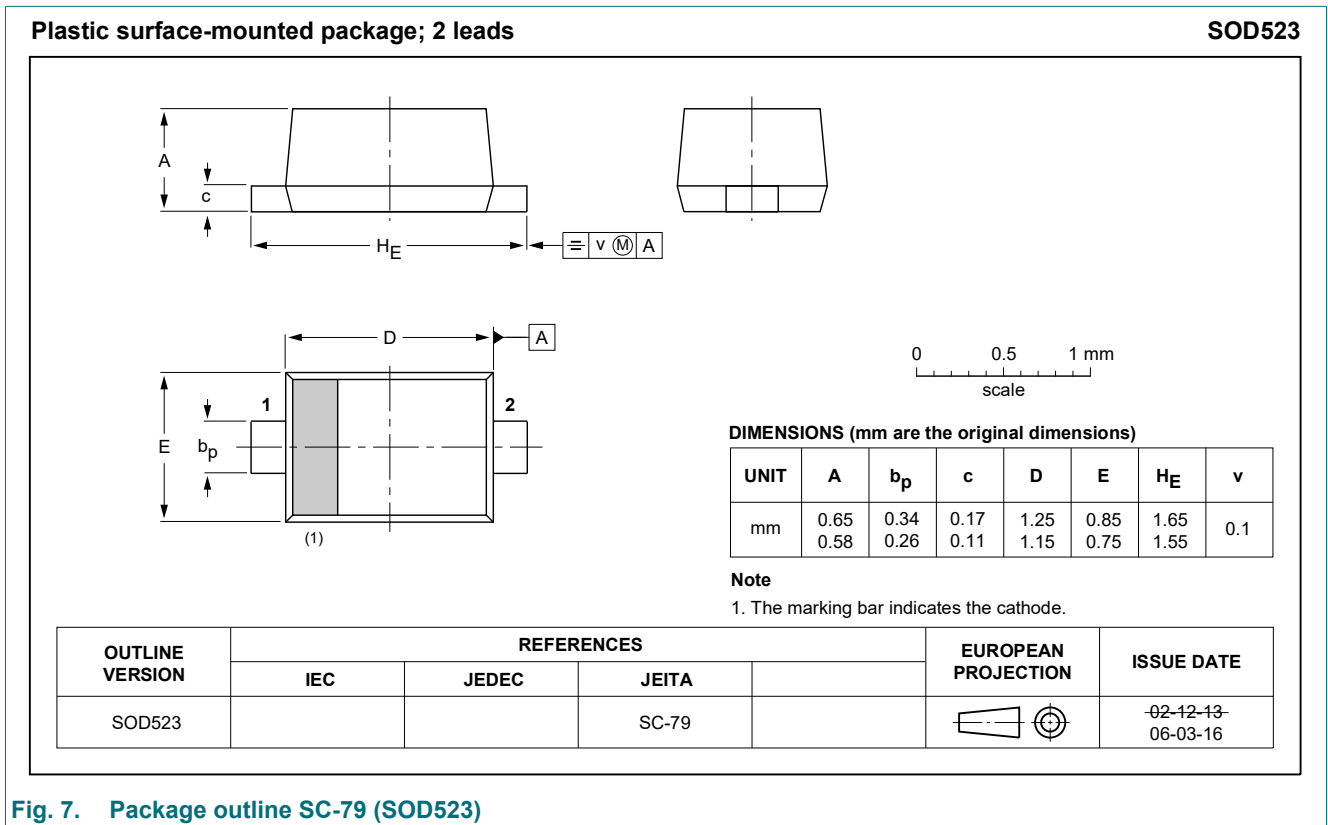 Plastic surface-mounted package; 2 leads SOD523
A
c
HE
v M A
D
A
1
2
E
bp
(1)
0 0.5 1 mm
scale
DIMENSIONS (mm are the original dimensions)
UNIT A bp c D E HE v
mm 0.65 0.34 0.17 1.25 0.85 1.65 0.1
0.58 0.26 0.11 1.15 0.75 1.55
Note
1. The marking bar indicates the cathode.
OUTLINE VERSION REFERENCES EUROPEAN PROJECTION ISSUE DATE
IEC JEDEC JEITA
SOD523 SC-79 02-12-13
06-03-16
Fig. 7. Package outline SC-79 (SOD523)